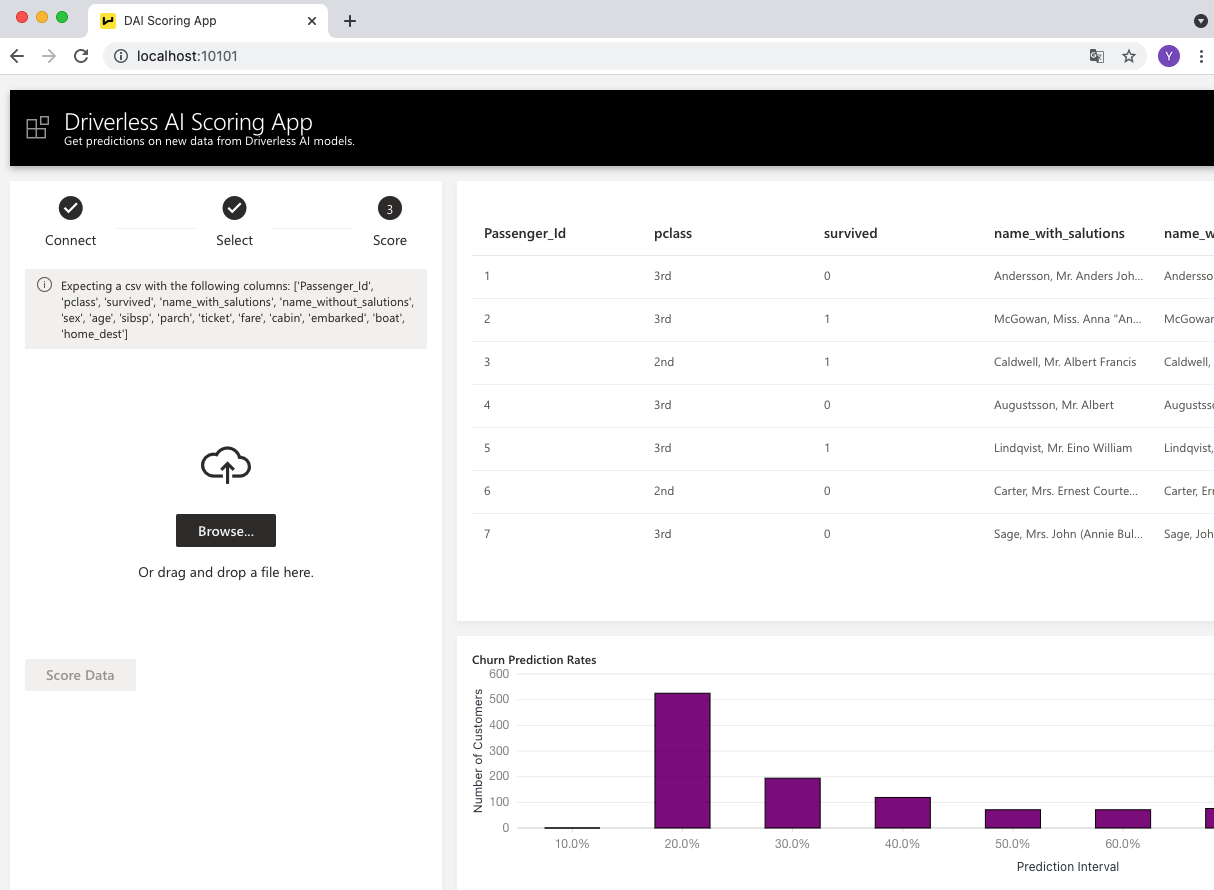 DAI Scoring App
localhost:10101
Y
Driverless AI Scoring App
Get predictions on new data from Driverless AI models.
3
Connect Select Score
Expecting a csv with the following columns: ['Passenger_Id',
'pclass', 'survived', 'name_with_salutions', 'name_without_salutions',
'sex', 'age', 'sibsp', 'parch', 'ticket', 'fare', 'cabin', 'embarked', 'boat',
'home_dest']
Browse...
Or drag and drop a file here.
Score Data
Passenger_Id pclass survived name_with_salutions name_w
1 3rd 0 Andersson, Mr. Anders Joh... Andersso
2 3rd 1 McGowan, Miss. Anna "An... McGowan
3 2nd 1 Caldwell, Mr. Albert Francis Caldwell,
4 3rd 0 Augustsson, Mr. Albert Augustsso
5 3rd 1 Lindqvist, Mr. Eino William Lindqvist,
6 2nd 0 Carter, Mrs. Ernest Courte... Carter, Er
7 3rd 0 Sage, Mrs. John (Annie Bul... Sage, Joh
Churn Prediction Rates
Number of Customers
600
500
400
300
200
100
0
10.0% 20.0% 30.0% 40.0% 50.0% 60.0%
Prediction Interval